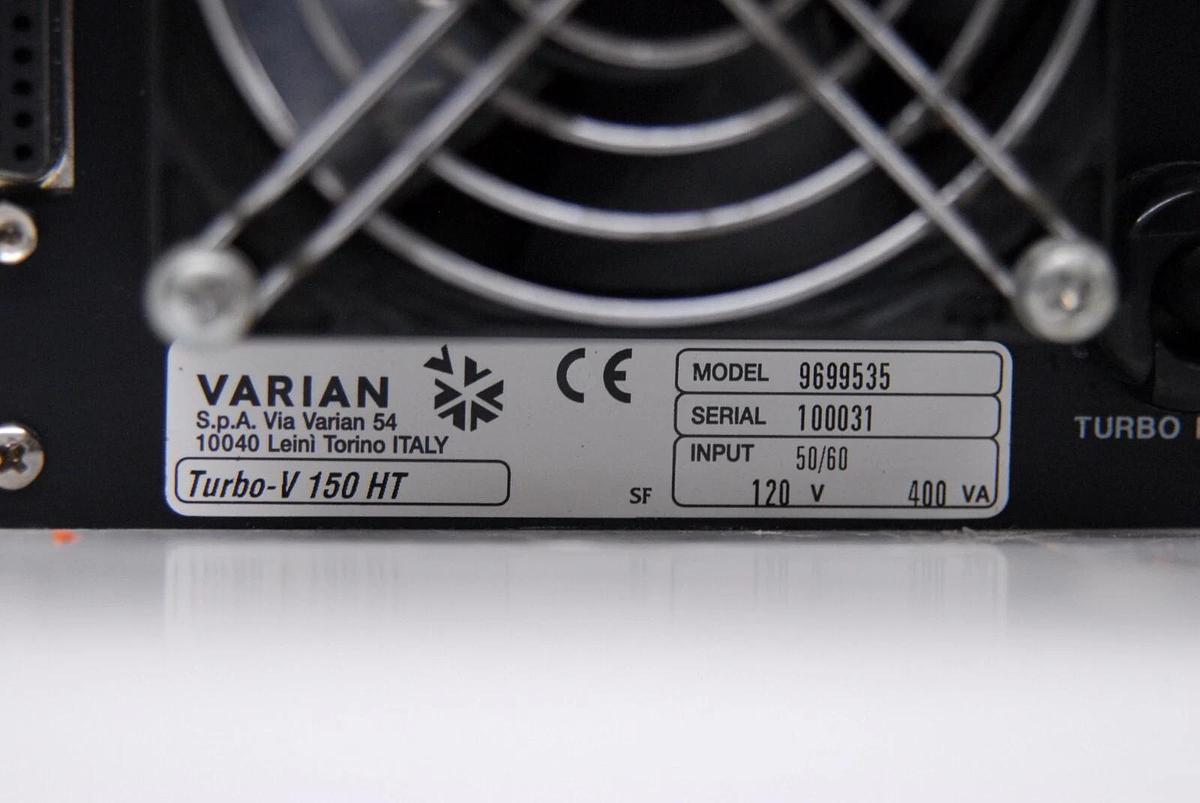 VARIAN
S.p.A. Via Varian 54
10040 Leinì Torino ITALY
Turbo-V 150 HT
CE
SF
MODEL 9699535
SERIAL 100031
INPUT 50/60
120 V 400 VA
TURBO